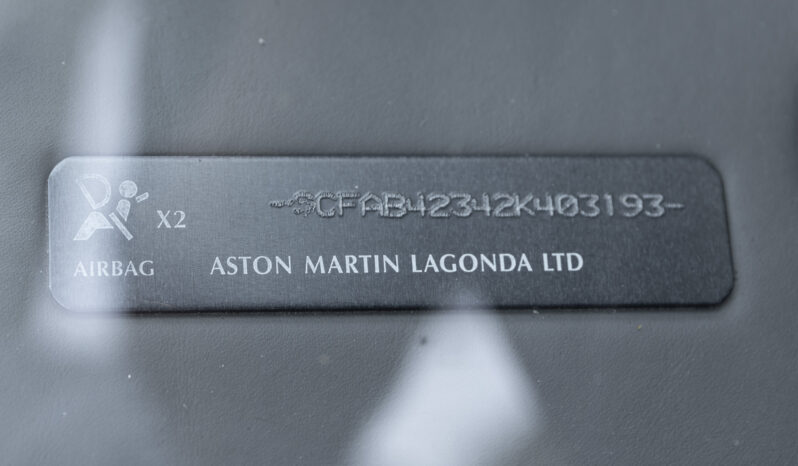 -SCFAB42342K403193-
X2
AIRBAG ASTON MARTIN LAGONDA LTD